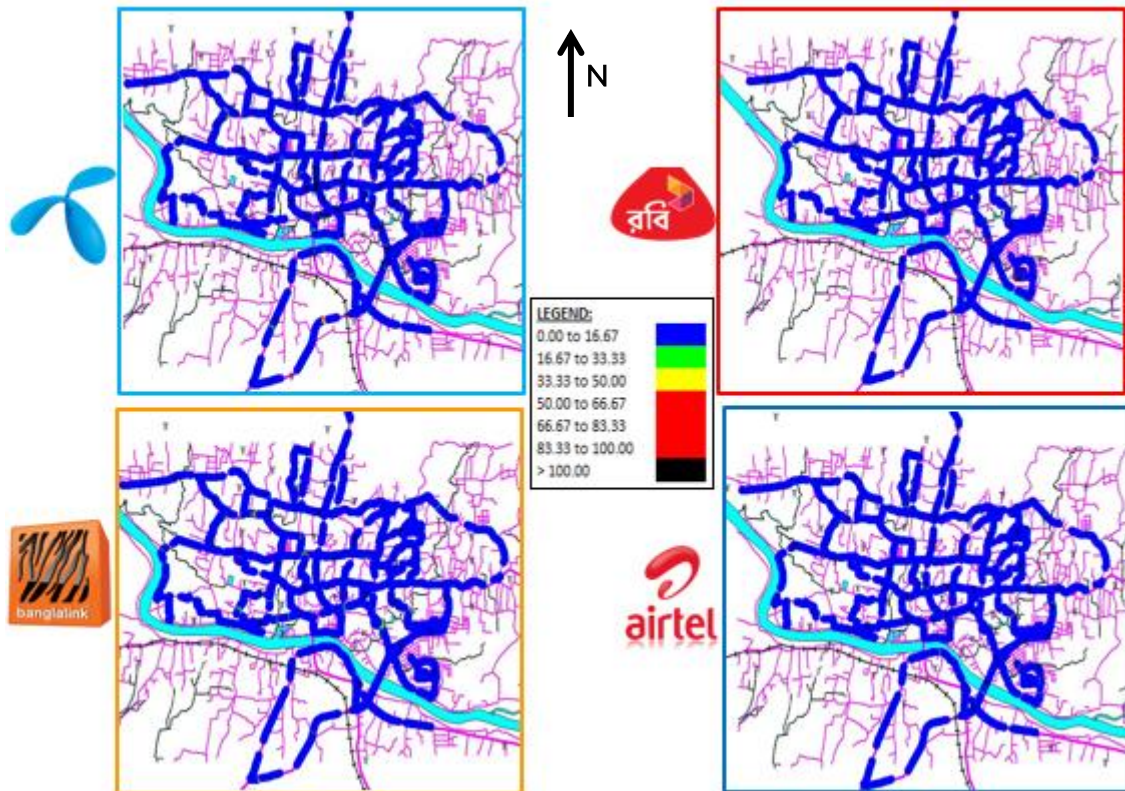 N
রবি
LEGEND:
0.00 to 16.67
16.67 to 33.33
33.33 to 50.00
50.00 to 66.67
66.67 to 83.33
83.33 to 100.00
> 100.00
banglalink
airtel